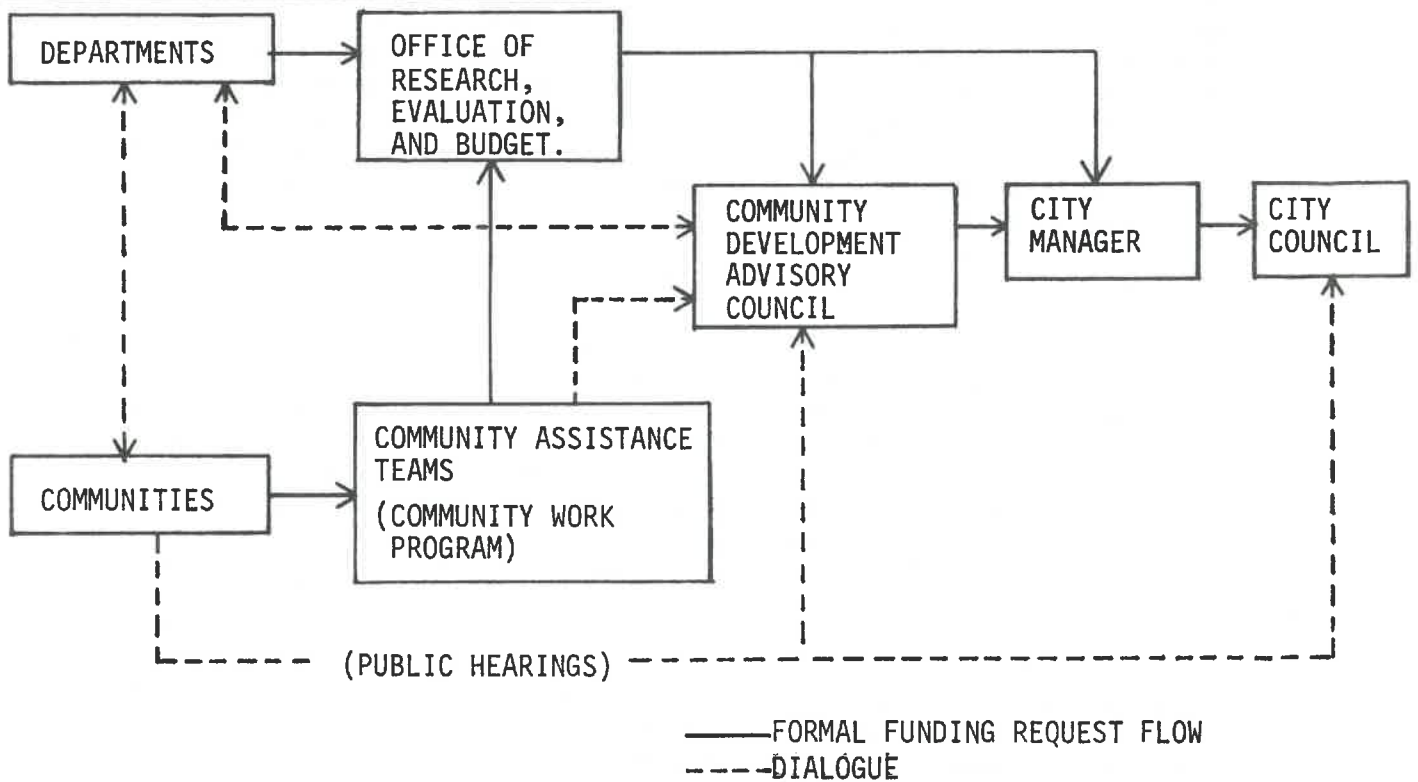 DEPARTMENTS
OFFICE OF
RESEARCH,
EVALUATION,
AND BUDGET.
COMMUNITY
DEVELOPMENT
ADVISORY
COUNCIL
CITY
MANAGER
CITY
COUNCIL
COMMUNITIES
COMMUNITY ASSISTANCE
TEAMS
(COMMUNITY WORK
PROGRAM)
(PUBLIC HEARINGS)
FORMAL FUNDING REQUEST FLOW
DIALOGUE